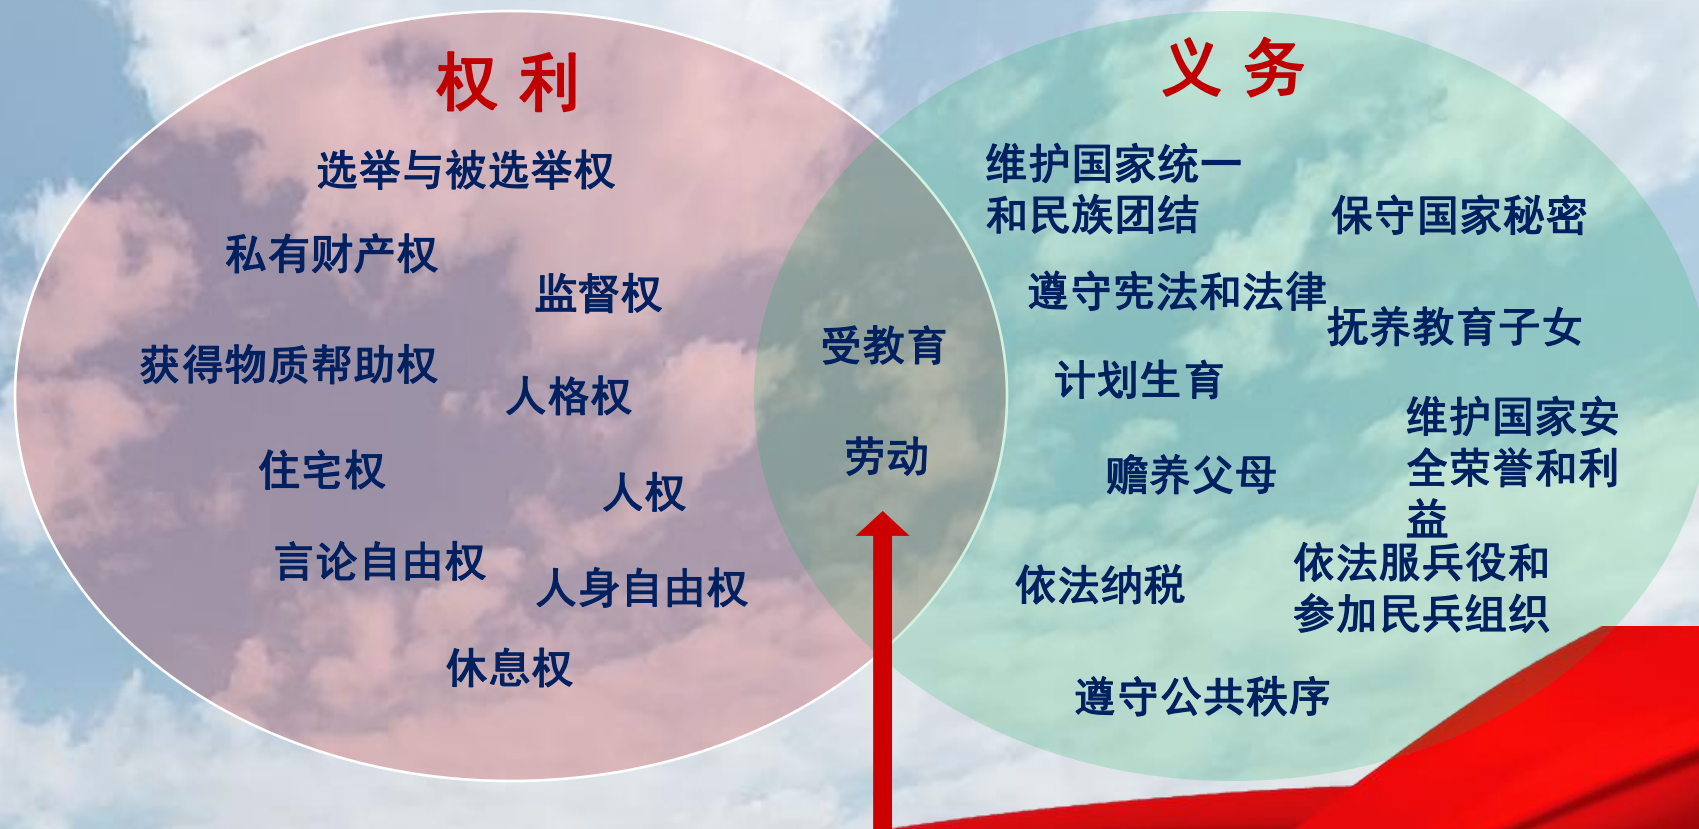 权利
选举与被选举权
私有财产权
监督权
获得物质帮助权
人格权
住宅权
人权
言论自由权
人身自由权
休息权
受教育
劳动
义务
维护国家统一
和民族团结
保守国家秘密
遵守宪法和法律
抚养教育子女
计划生育
维护国家安
全荣誉和利
益
赡养父母
依法纳税
依法服兵役和
参加民兵组织
遵守公共秩序